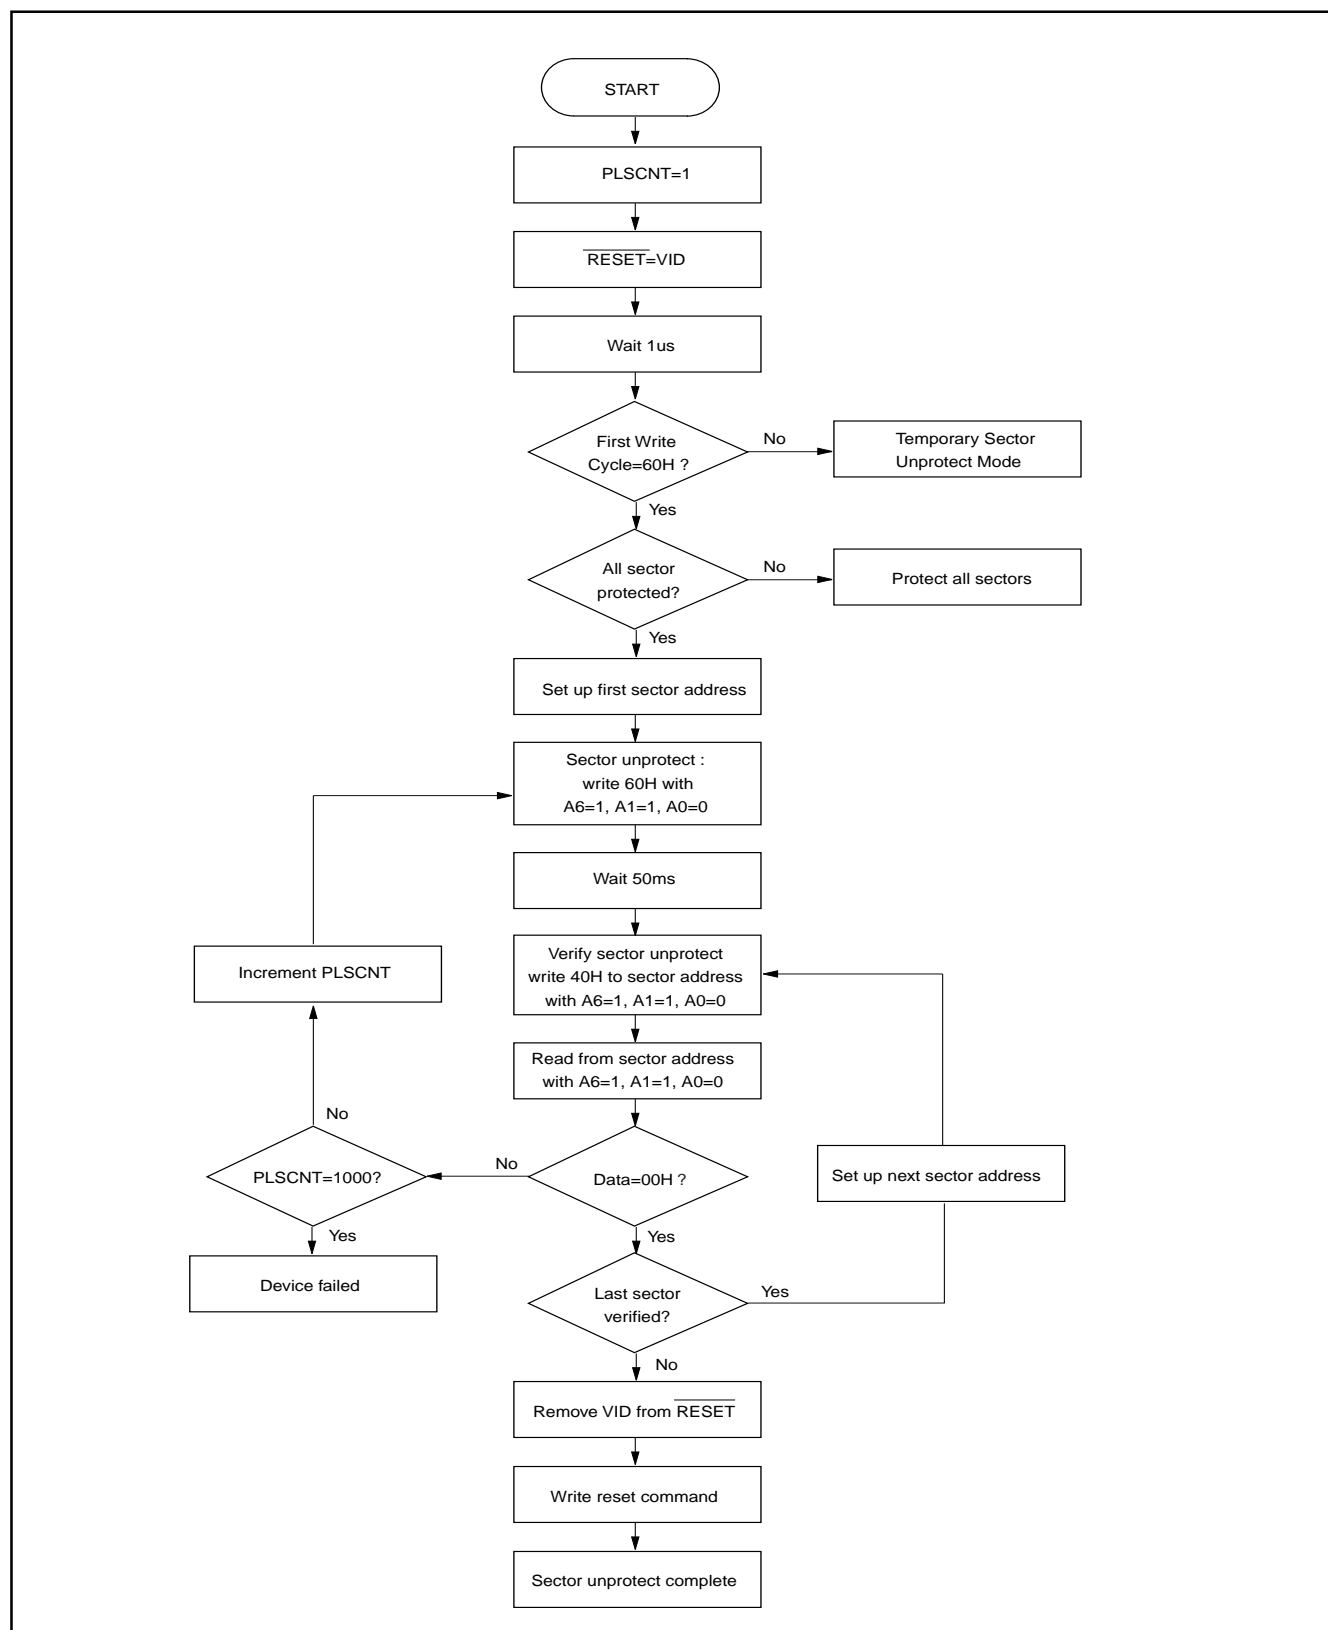 START
PLSCNT=1
RESET=VID
Wait 1us
First Write
Cycle=60H ?
No
Temporary Sector
Unprotect Mode
Yes
All sector
protected?
No
Protect all sectors
Yes
Set up first sector address
Sector unprotect :
write 60H with
A6=1, A1=1, A0=0
Wait 50ms
Increment PLSCNT
Verify sector unprotect
write 40H to sector address
with A6=1, A1=1, A0=0
Read from sector address
with A6=1, A1=1, A0=0
No
PLSCNT=1000?
No
Data=00H ?
Set up next sector address
Yes
Yes
Device failed
Last sector
verified?
Yes
No
Remove VID from RESET
Write reset command
Sector unprotect complete